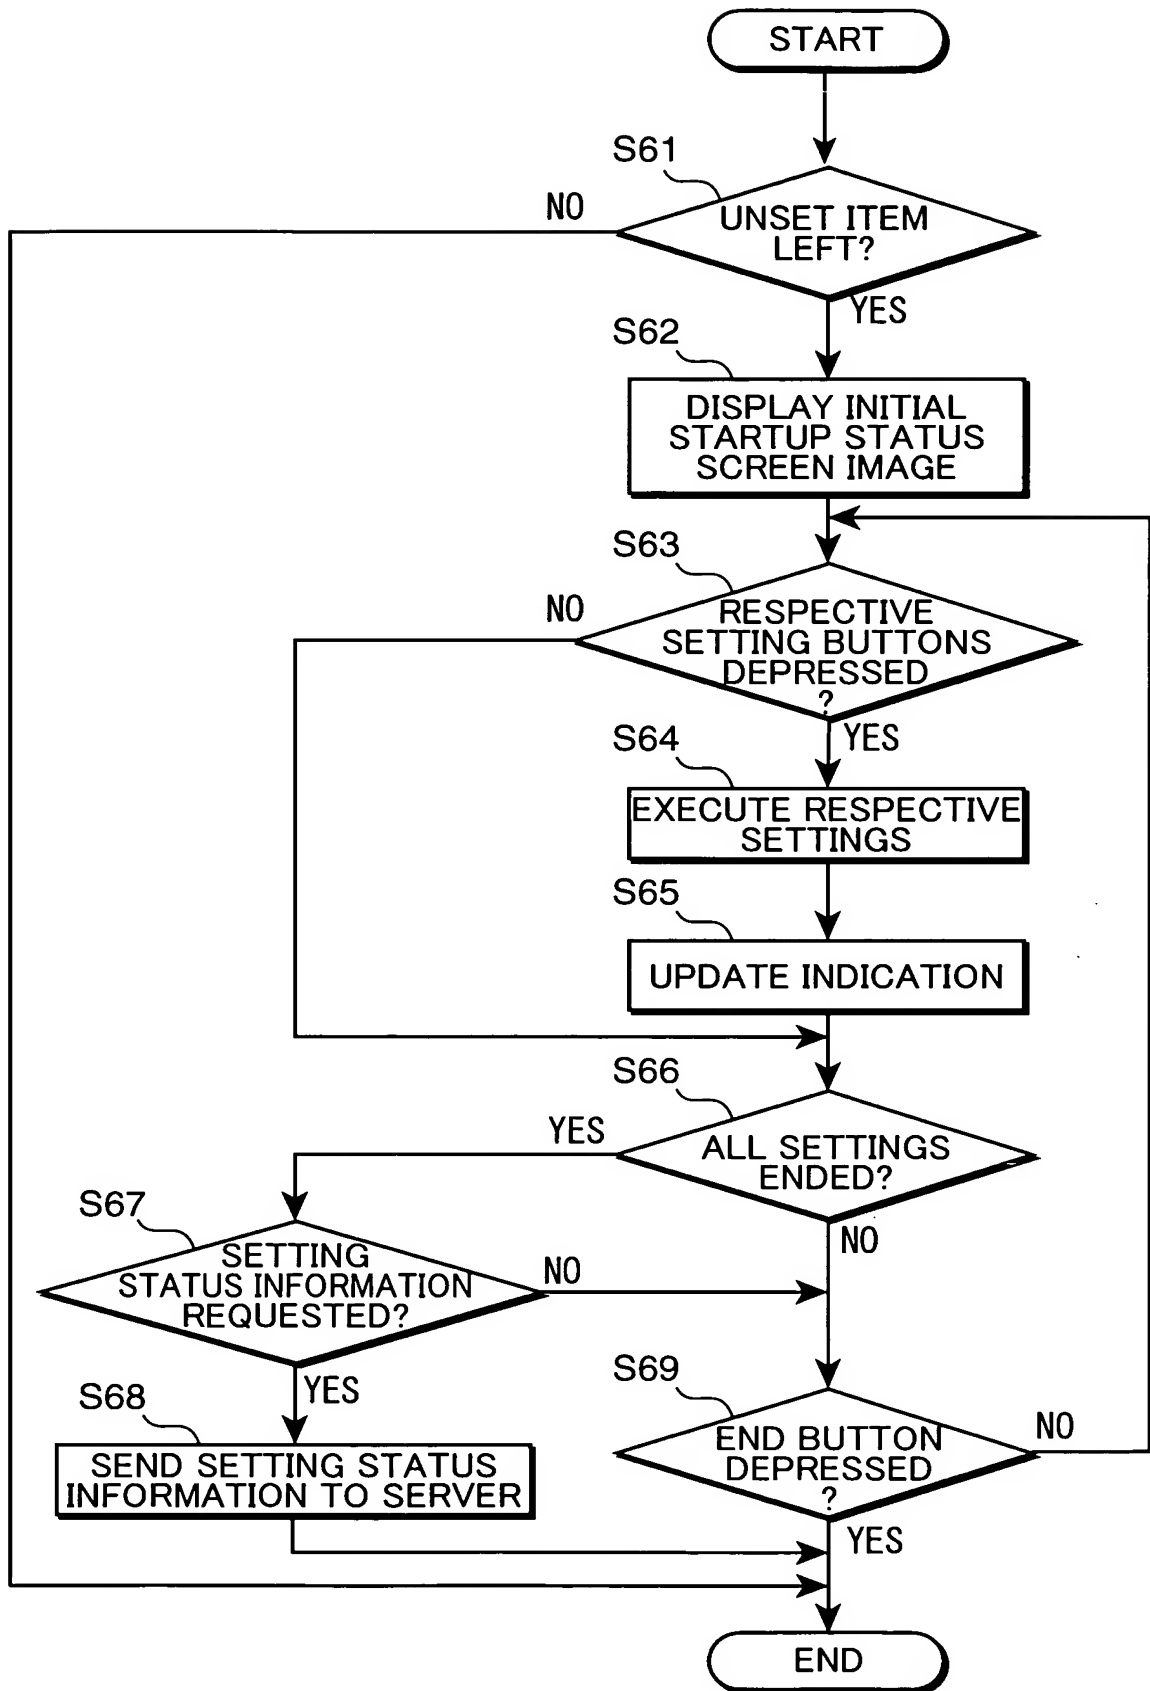 START
S61
NO
UNSET ITEM
LEFT?
YES
S62
DISPLAY INITIAL
STARTUP STATUS
SCREEN IMAGE
S63
NO
RESPECTIVE
SETTING BUTTONS
DEPRESSED
?
YES
S64
EXECUTE RESPECTIVE
SETTINGS
S65
UPDATE INDICATION
S66
YES
ALL SETTINGS
ENDED?
NO
S67
SETTING
STATUS INFORMATION
REQUESTED?
NO
YES
S68
SEND SETTING STATUS
INFORMATION TO SERVER
S69
END BUTTON
DEPRESSED
?
NO
YES
END